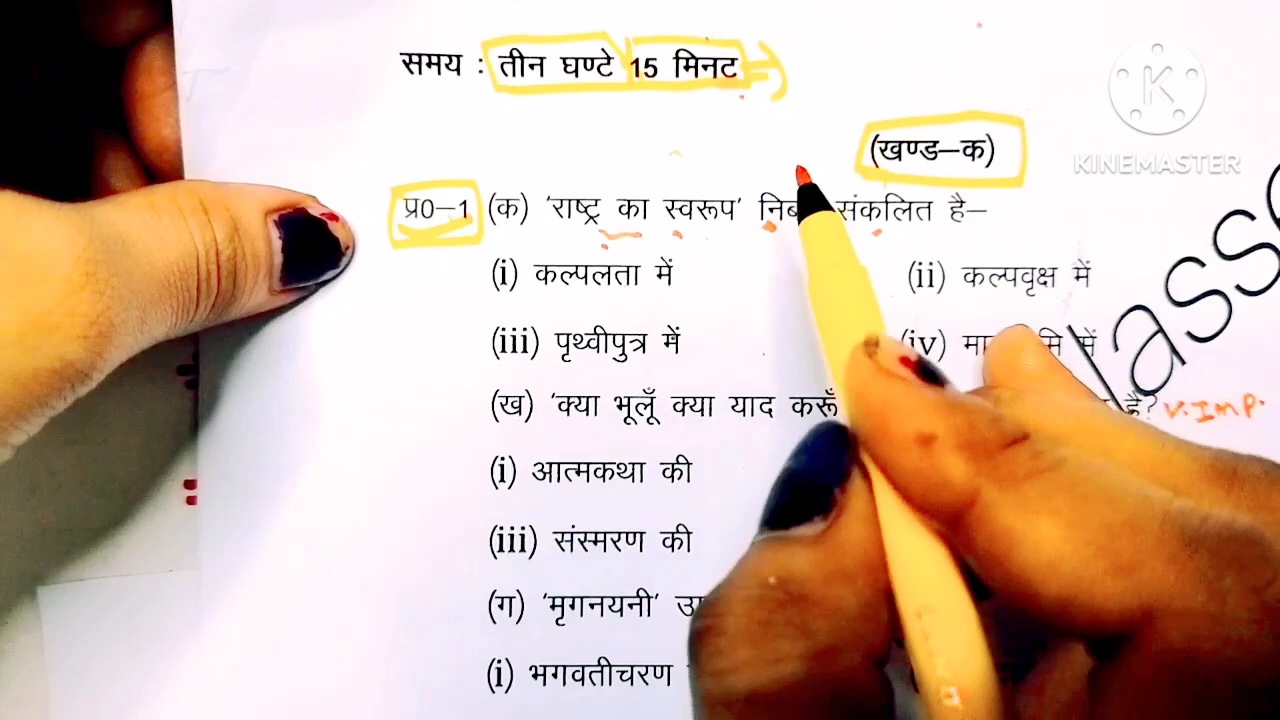 समय : तीन घण्टे 15 मिनट
(खण्ड–क)
प्र0–1 (क) 'राष्ट्र का स्वरूप' संकलित है–
(i) कल्पलता में (ii) कल्पवृक्ष में
(iii) पृथ्वीपुत्र में (iv) में
(ख) 'क्या भूलूँ क्या याद करूँ है? V.IMP.
(i) आत्मकथा की
(iii) संस्मरण की
(ग) 'मृगनयनी'
(i) भगवतीचरण
K
KINEMASTER